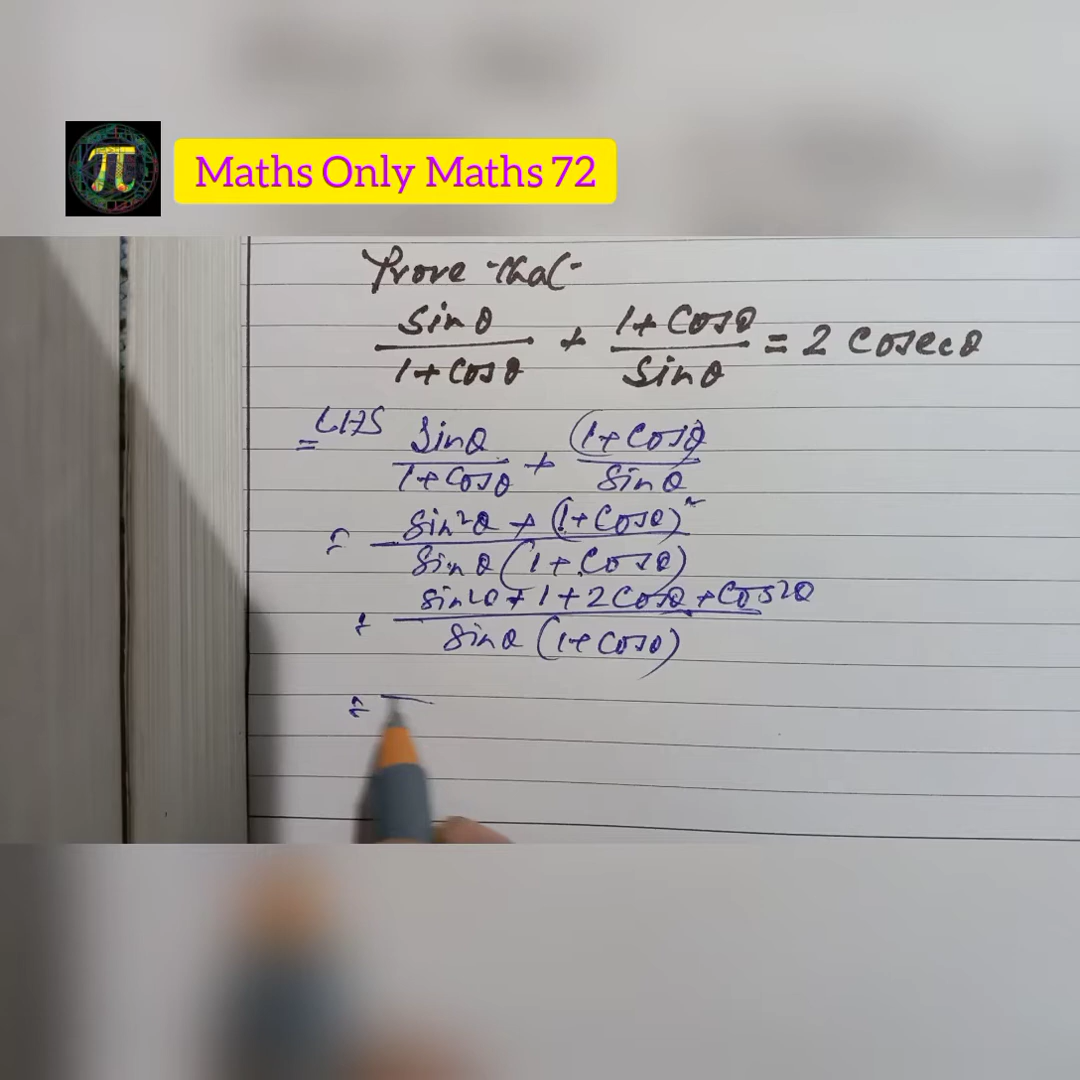 π
Maths Only Maths 72
Prove that
sinθ / 1+cosθ + 1+cosθ / sinθ = 2 cosecθ
= LHS sinθ / 1+cosθ + (1+cosθ) / sinθ
= sin²θ + (1+cosθ)² / sinθ (1+cosθ)
= sin²θ + 1 + 2cosθ + cos²θ / sinθ (1+cosθ)
=